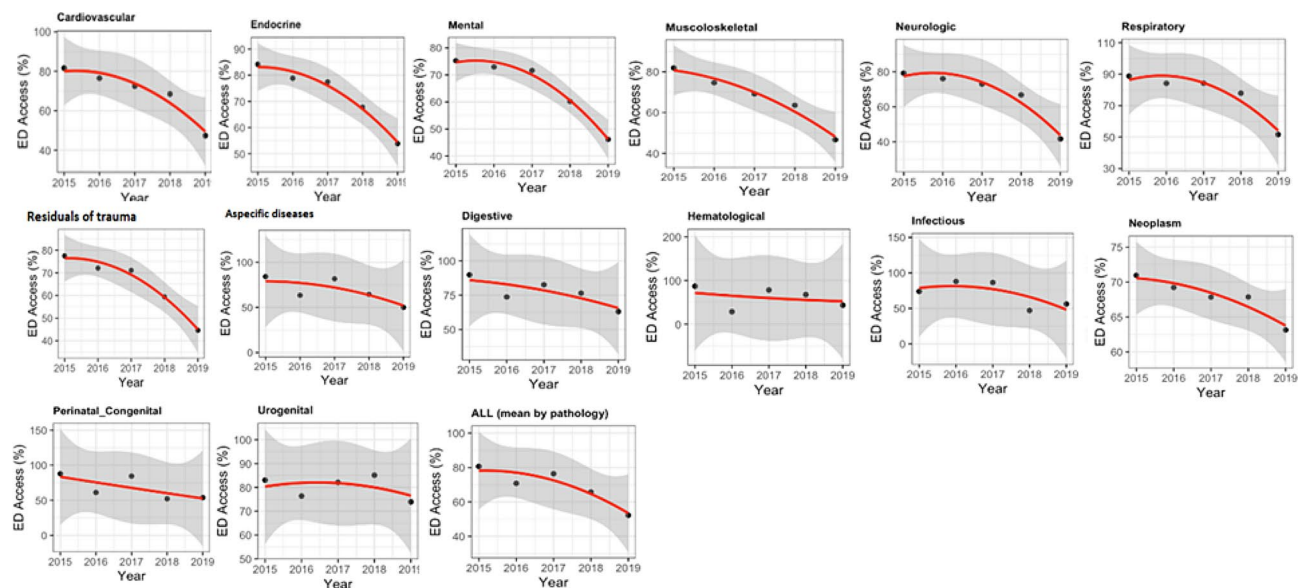 Cardiovascular
ED Access (%)
100
80
60
40
2015 2016 2017 2018 201
Year
Endocrine
ED Access (%)
90
80
70
60
50
2015 2016 2017 2018 201
Year
Mental
ED Access (%)
80
70
60
50
40
2015 2016 2017 2018 2019
Year
Muscoloskeletal
ED Access (%)
80
60
40
2015 2016 2017 2018 2019
Year
Neurologic
ED Access (%)
80
60
40
2015 2016 2017 2018 2019
Year
Respiratory
ED Access (%)
110
90
70
50
30
2015 2016 2017 2018 2019
Year
Residuals of trauma
ED Access (%)
80
70
60
50
40
2015 2016 2017 2018 2019
Year
Aspecific diseases
ED Access (%)
100
50
0
2015 2016 2017 2018 2019
Year
Digestive
ED Access (%)
100
75
50
2015 2016 2017 2018 2019
Year
Hematological
ED Access (%)
200
100
0
2015 2016 2017 2018 2019
Year
Infectious
ED Access (%)
150
100
50
0
2015 2016 2017 2018 2019
Year
Neoplasm
ED Access (%)
75
70
65
60
2015 2016 2017 2018 2019
Year
Perinatal_Congenital
ED Access (%)
150
100
50
0
2015 2016 2017 2018 2019
Year
Urogenital
ED Access (%)
100
90
80
70
60
50
2015 2016 2017 2018 201
Year
ALL (mean by pathology)
ED Access (%)
100
80
60
40
2015 2016 2017 2018 2019
Year